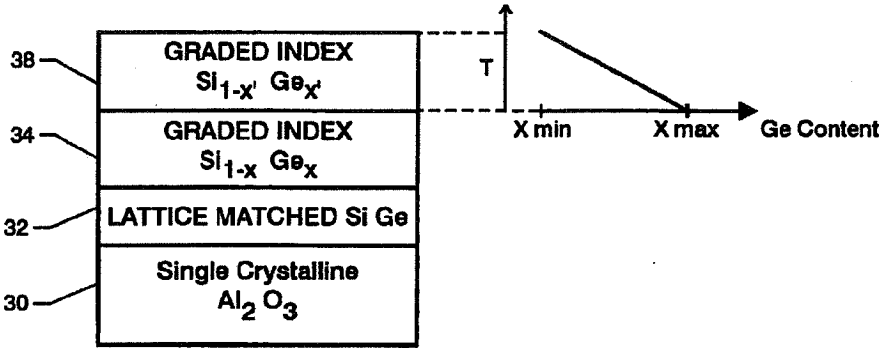 38
GRADED INDEX
Si1-x' Gex'
34
GRADED INDEX
Si1-x Gex
32
LATTICE MATCHED Si Ge
30
Single Crystalline
Al2 O3
T
X min
X max
Ge Content